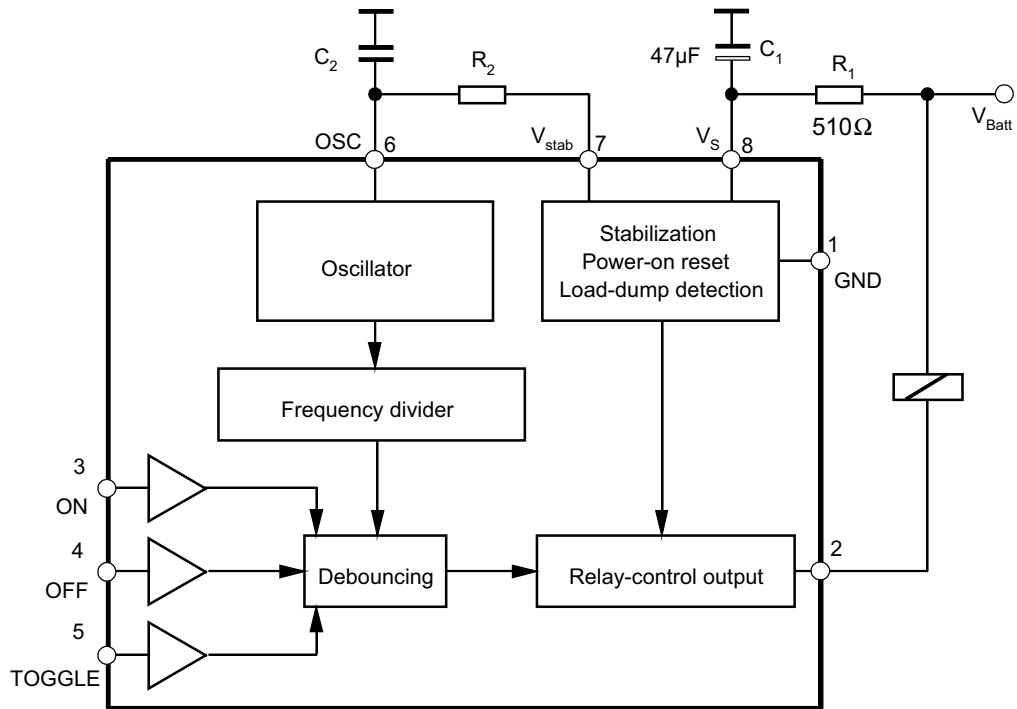 C2
R2
47µF
C1
R1
510Ω
VBatt
OSC
6
Vstab
7
VS
8
Oscillator
Stabilization
Power-on reset
Load-dump detection
1
GND
Frequency divider
3
ON
4
OFF
5
TOGGLE
Debouncing
Relay-control output
2